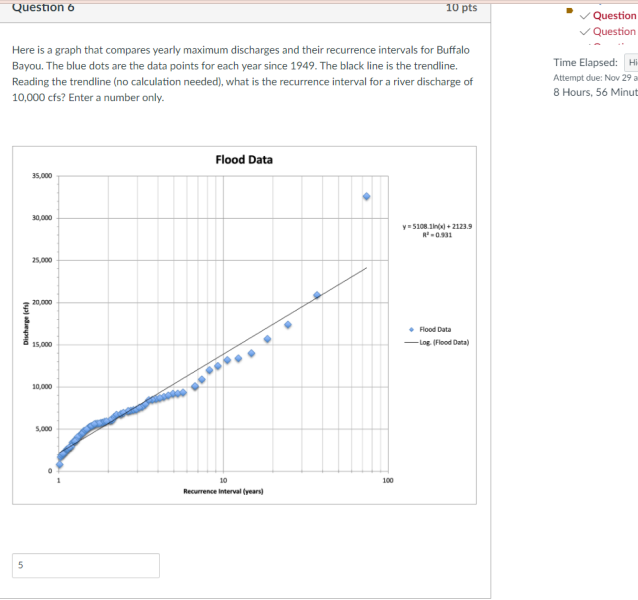 Question 6
10 pts
Here is a graph that compares yearly maximum discharges and their recurrence intervals for Buffalo
Bayou. The blue dots are the data points for each year since 1949. The black line is the trendline.
Reading the trendline (no calculation needed), what is the recurrence interval for a river discharge of
10,000 cfs? Enter a number only.
Flood Data
35,000
30,000
25,000
20,000
15,000
10,000
5,000
0
Discharge (cfs)
1
10
100
Recurrence Interval (years)
y = 5108.1ln(x) + 2123.9
R² = 0.931
Flood Data
Log. (Flood Data)
5
Question
Question
Time Elapsed:
Hi
Attempt due: Nov 29 a
8 Hours, 56 Minut